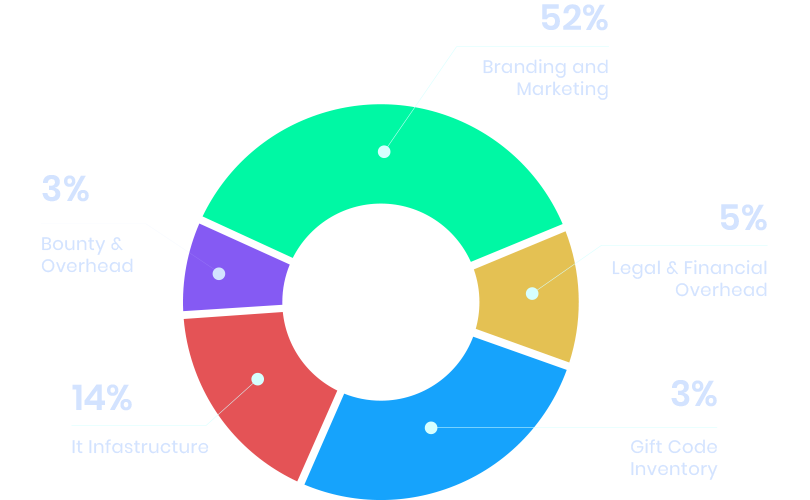 52%
Branding and
Marketing
3%
Bounty &
Overhead
5%
Legal & Financial
Overhead
14%
It Infastructure
3%
Gift Code
Inventory